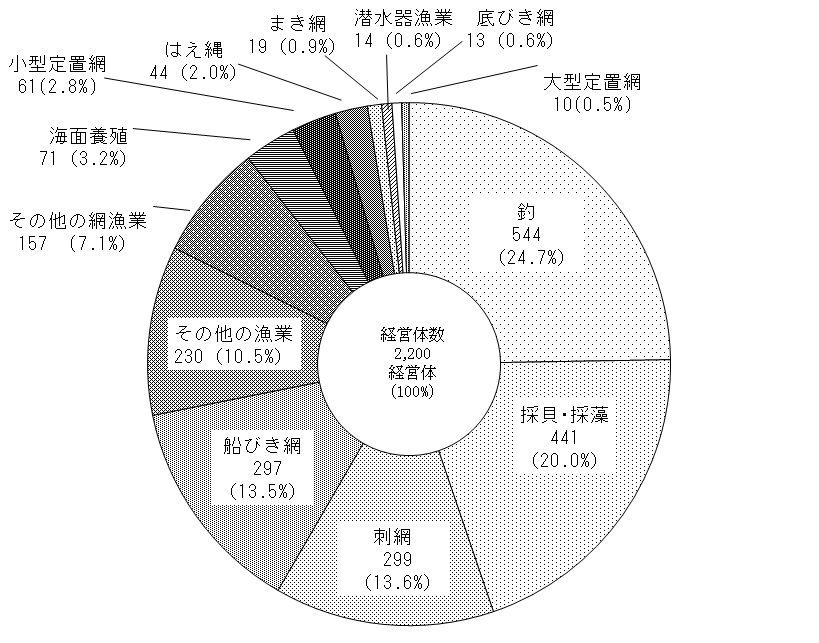 まき網
19 (0.9%)
潜水器漁業
14 (0.6%)
底びき網
13 (0.6%)
はえ縄
44 (2.0%)
小型定置網
61(2.8%)
大型定置網
10(0.5%)
海面養殖
71 (3.2%)
その他の網漁業
157 (7.1%)
釣
544
(24.7%)
その他の漁業
230 (10.5%)
経営体数
2,200
経営体
(100%)
採貝・採藻
441
(20.0%)
船びき網
297
(13.5%)
刺網
299
(13.6%)